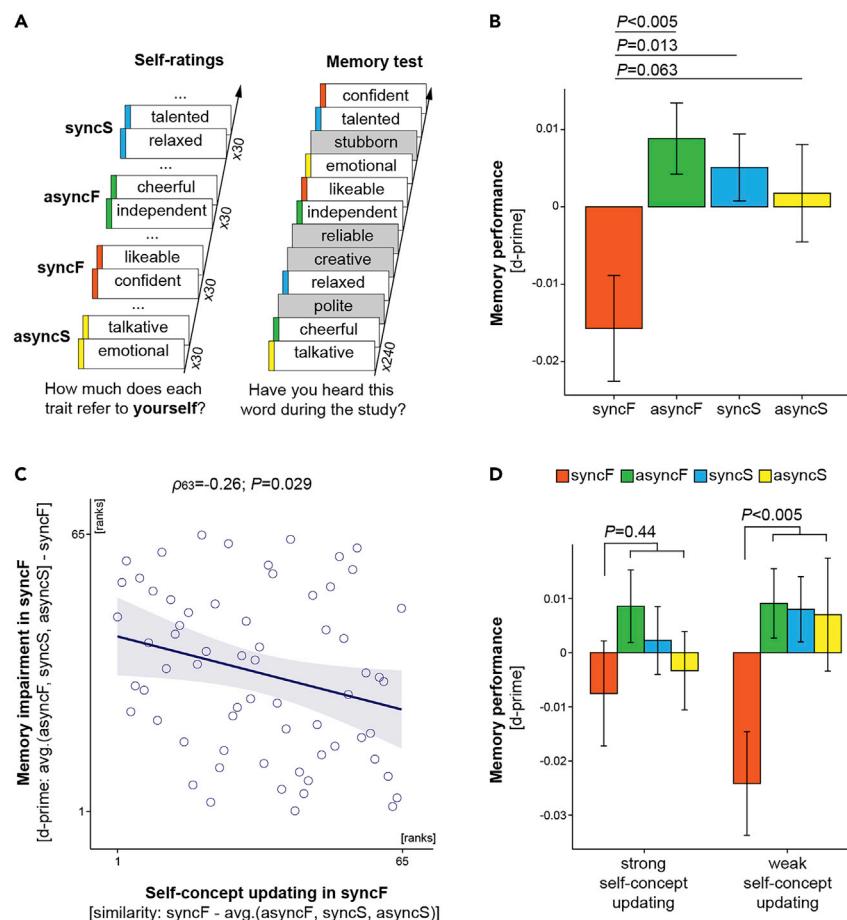 A
Self-ratings
...
talented
relaxed
syncS
x30
...
cheerful
independent
asyncF
x30
...
likeable
confident
syncF
x30
...
talkative
emotional
asyncS
x30
How much does each
trait refer to yourself?
Memory test
confident
talented
stubborn
emotional
likeable
independent
reliable
creative
relaxed
polite
cheerful
talkative
x240
Have you heard this
word during the study?
B
P<0.005
P=0.013
P=0.063
Memory performance
[d-prime]
0.01
0
-0.01
-0.02
syncF asyncF syncS asyncS
C
ρ63=-0.26; P=0.029
Memory impairment in syncF
[d-prime: avg.(asyncF, syncS, asyncS] - syncF]
[ranks]
65
1
[ranks]
1 65
Self-concept updating in syncF
[similarity: syncF - avg.(asyncF, syncS, asyncS)]
D
syncF asyncF syncS asyncS
P=0.44
P<0.005
Memory performance
[d-prime]
0.01
0
-0.01
-0.02
-0.03
strong
self-concept
updating
weak
self-concept
updating